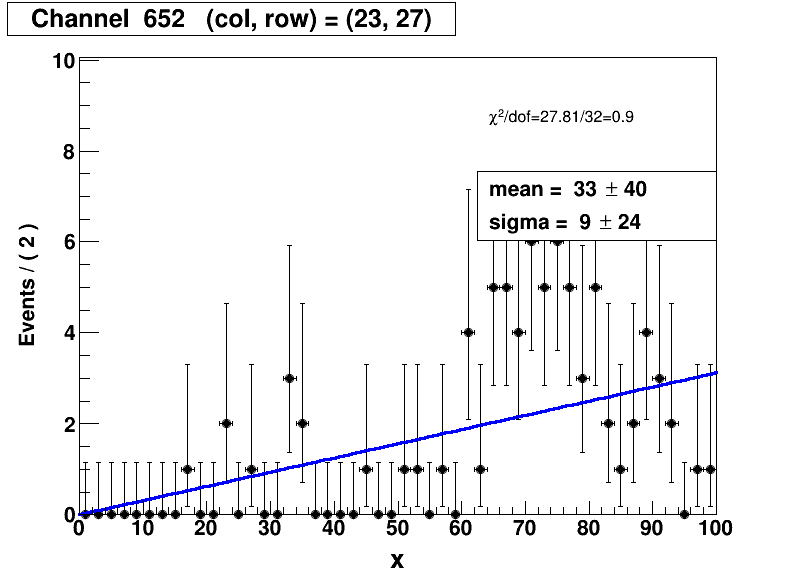 Channel 652 (col, row) = (23, 27)
10
8
6
4
2
0
Events / ( 2 )
χ²/dof=27.81/32=0.9
mean = 33 ± 40
sigma = 9 ± 24
0 10 20 30 40 50 60 70 80 90 100
x